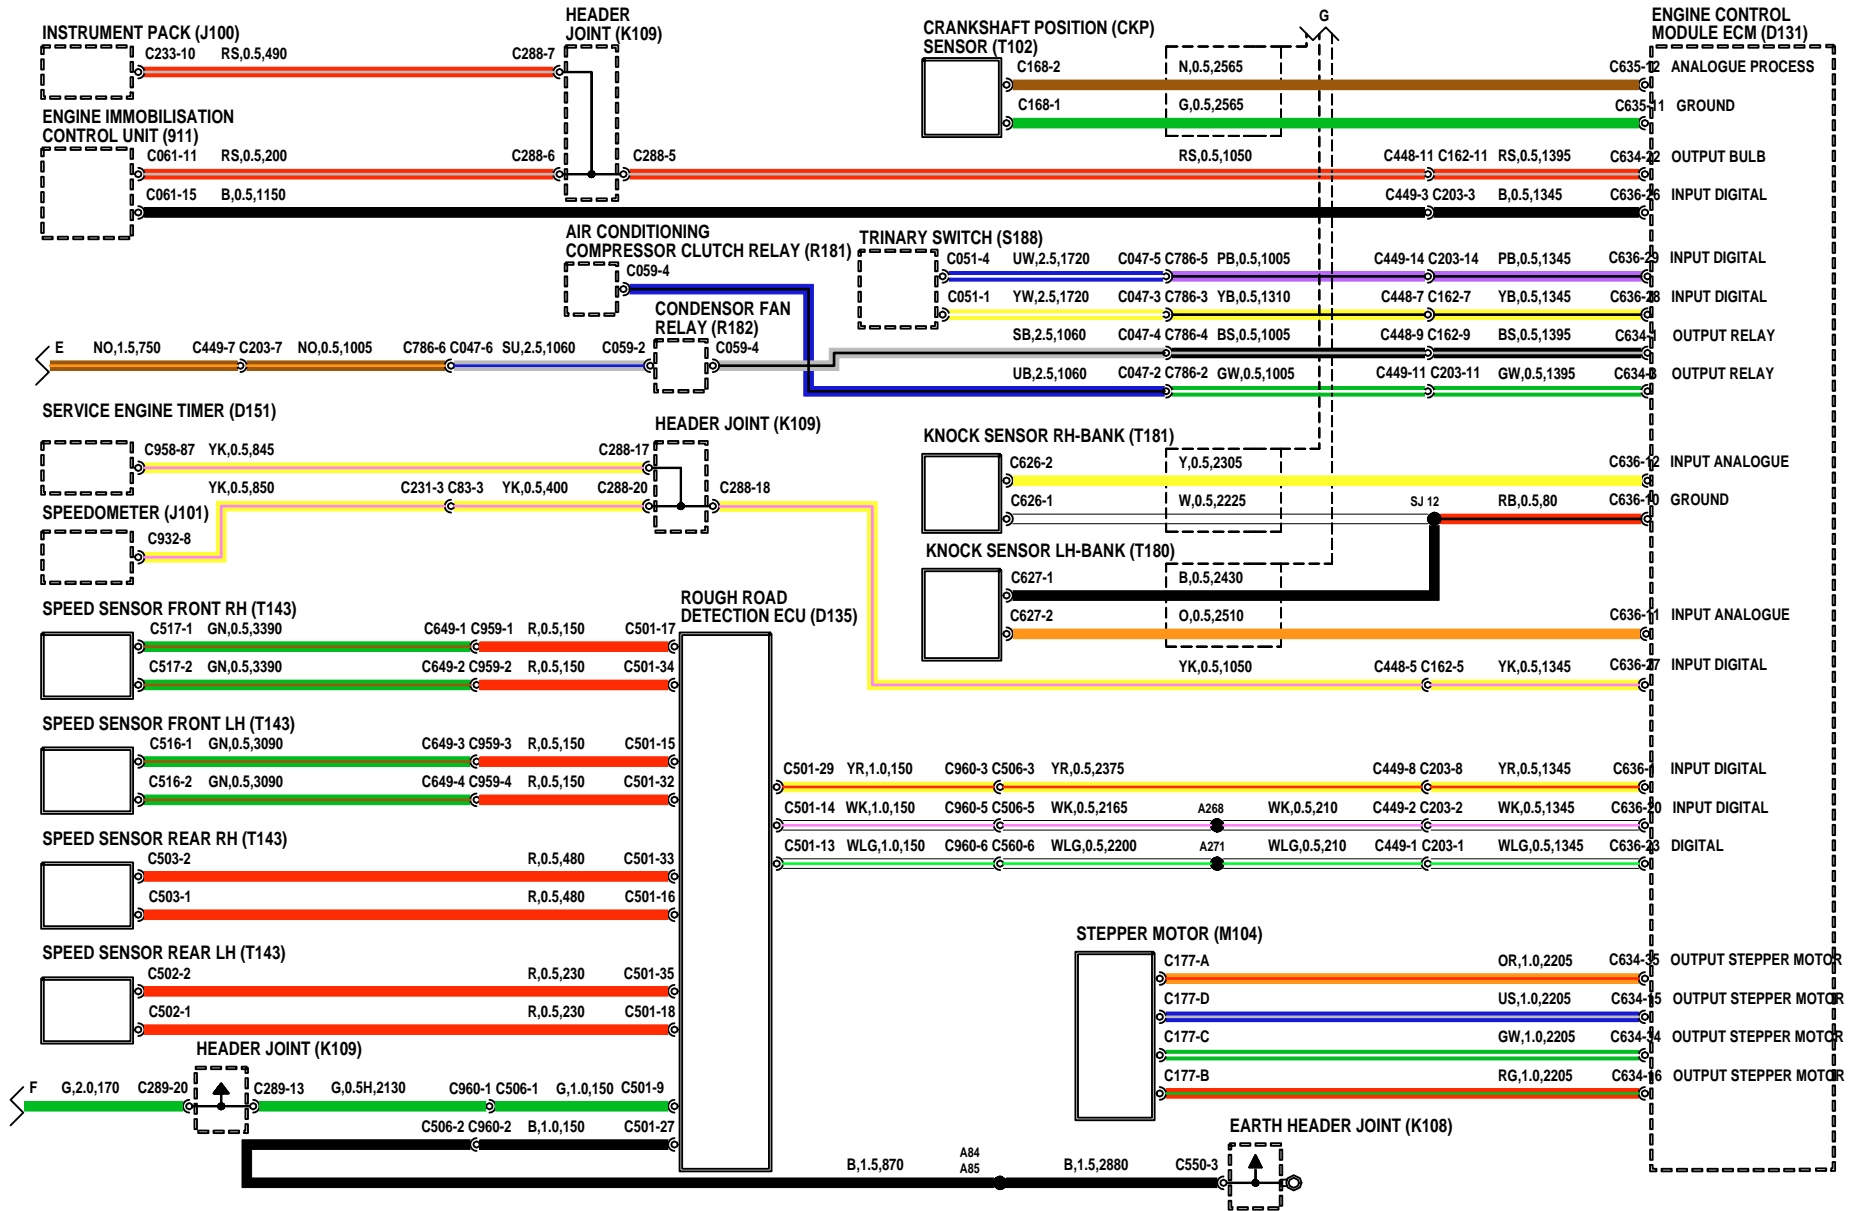 INSTRUMENT PACK (J100)
C233-10 RS,0.5,490 C288-7
HEADER
JOINT (K109)
ENGINE IMMOBILISATION
CONTROL UNIT (911)
C061-11 RS,0.5,200 C288-6 C288-5 RS,0.5,1050 C448-11 C162-11 RS,0.5,1395 C634-22 OUTPUT BULB
C061-15 B,0.5,1150 C449-3 C203-3 B,0.5,1345 C636-26 INPUT DIGITAL
CRANKSHAFT POSITION (CKP)
SENSOR (T102)
G
ENGINE CONTROL
MODULE ECM (D131)
C168-2 N,0.5,2565 C635-12 ANALOGUE PROCESS
C168-1 G,0.5,2565 C635-11 GROUND
AIR CONDITIONING
COMPRESSOR CLUTCH RELAY (R181)
C059-4
TRINARY SWITCH (S188)
C051-4 UW,2.5,1720 C047-5 C786-5 PB,0.5,1005 C449-14 C203-14 PB,0.5,1345 C636-29 INPUT DIGITAL
C051-1 YW,2.5,1720 C047-3 C786-3 YB,0.5,1310 C448-7 C162-7 YB,0.5,1345 C636-28 INPUT DIGITAL
CONDENSOR FAN
RELAY (R182)
SB,2.5,1060 C047-4 C786-4 BS,0.5,1005 C448-9 C162-9 BS,0.5,1395 C634-1 OUTPUT RELAY
E NO,1.5,750 C449-7 C203-7 NO,0.5,1005 C786-6 C047-6 SU,2.5,1060 C059-2 C059-4
UB,2.5,1060 C047-2 C786-2 GW,0.5,1005 C449-11 C203-11 GW,0.5,1395 C634-3 OUTPUT RELAY
SERVICE ENGINE TIMER (D151)
HEADER JOINT (K109)
C958-87 YK,0.5,845 C288-17
YK,0.5,850 C231-3 C83-3 YK,0.5,400 C288-20 C288-18
SPEEDOMETER (J101)
C932-8
KNOCK SENSOR RH-BANK (T181)
C626-2 Y,0.5,2305 C636-12 INPUT ANALOGUE
C626-1 W,0.5,2225 SJ 12 RB,0.5,80 C636-10 GROUND
KNOCK SENSOR LH-BANK (T180)
C627-1 B,0.5,2430
C627-2 O,0.5,2510 C636-11 INPUT ANALOGUE
YK,0.5,1050 C448-5 C162-5 YK,0.5,1345 C636-27 INPUT DIGITAL
ROUGH ROAD
DETECTION ECU (D135)
SPEED SENSOR FRONT RH (T143)
C517-1 GN,0.5,3390 C649-1 C959-1 R,0.5,150 C501-17
C517-2 GN,0.5,3390 C649-2 C959-2 R,0.5,150 C501-34
SPEED SENSOR FRONT LH (T143)
C516-1 GN,0.5,3090 C649-3 C959-3 R,0.5,150 C501-15
C516-2 GN,0.5,3090 C649-4 C959-4 R,0.5,150 C501-32
C501-29 YR,1.0,150 C960-3 C506-3 YR,0.5,2375 C449-8 C203-8 YR,0.5,1345 C636-1 INPUT DIGITAL
C501-14 WK,1.0,150 C960-5 C506-5 WK,0.5,2165 A268 WK,0.5,210 C449-2 C203-2 WK,0.5,1345 C636-20 INPUT DIGITAL
C501-13 WLG,1.0,150 C960-6 C560-6 WLG,0.5,2200 A271 WLG,0.5,210 C449-1 C203-1 WLG,0.5,1345 C636-23 DIGITAL
SPEED SENSOR REAR RH (T143)
C503-2 R,0.5,480 C501-33
C503-1 R,0.5,480 C501-16
SPEED SENSOR REAR LH (T143)
C502-2 R,0.5,230 C501-35
C502-1 R,0.5,230 C501-18
STEPPER MOTOR (M104)
C177-A OR,1.0,2205 C634-35 OUTPUT STEPPER MOTOR
C177-D US,1.0,2205 C634-15 OUTPUT STEPPER MOTOR
C177-C GW,1.0,2205 C634-34 OUTPUT STEPPER MOTOR
C177-B RG,1.0,2205 C634-16 OUTPUT STEPPER MOTOR
HEADER JOINT (K109)
F G,2.0,170 C289-20 C289-13 G,0.5H,2130 C960-1 C506-1 G,1.0,150 C501-9
C506-2 C960-2 B,1.0,150 C501-27
EARTH HEADER JOINT (K108)
B,1.5,870 A84 B,1.5,2880 C550-3
A85